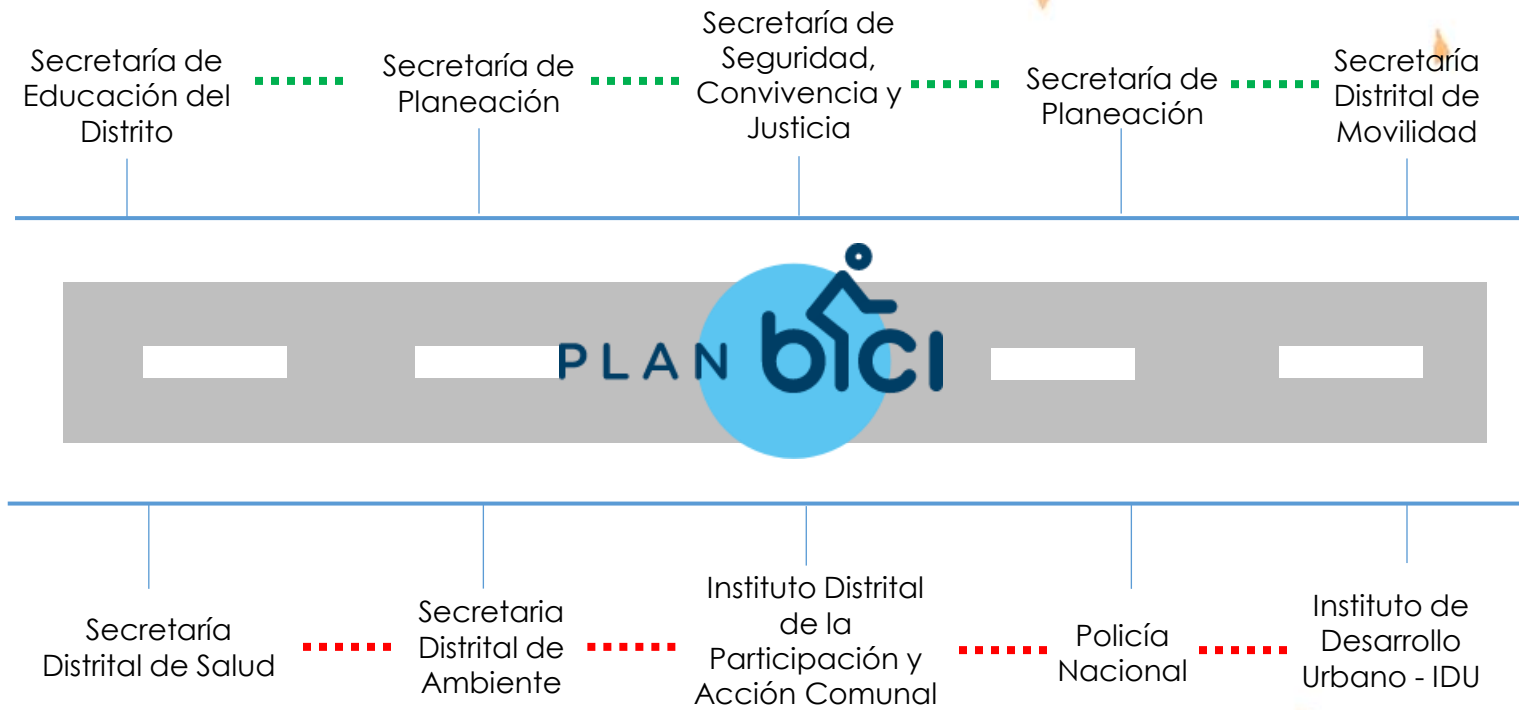 Secretaría de
Educación del
Distrito
Secretaría de
Planeación
Secretaría de
Seguridad,
Convivencia y
Justicia
Secretaría de
Planeación
Secretaría
Distrital de
Movilidad
PLAN bici
Secretaría
Distrital de Salud
Secretaria
Distrital de
Ambiente
Instituto Distrital
de la
Participación y
Acción Comunal
Policía
Nacional
Instituto de
Desarrollo
Urbano - IDU